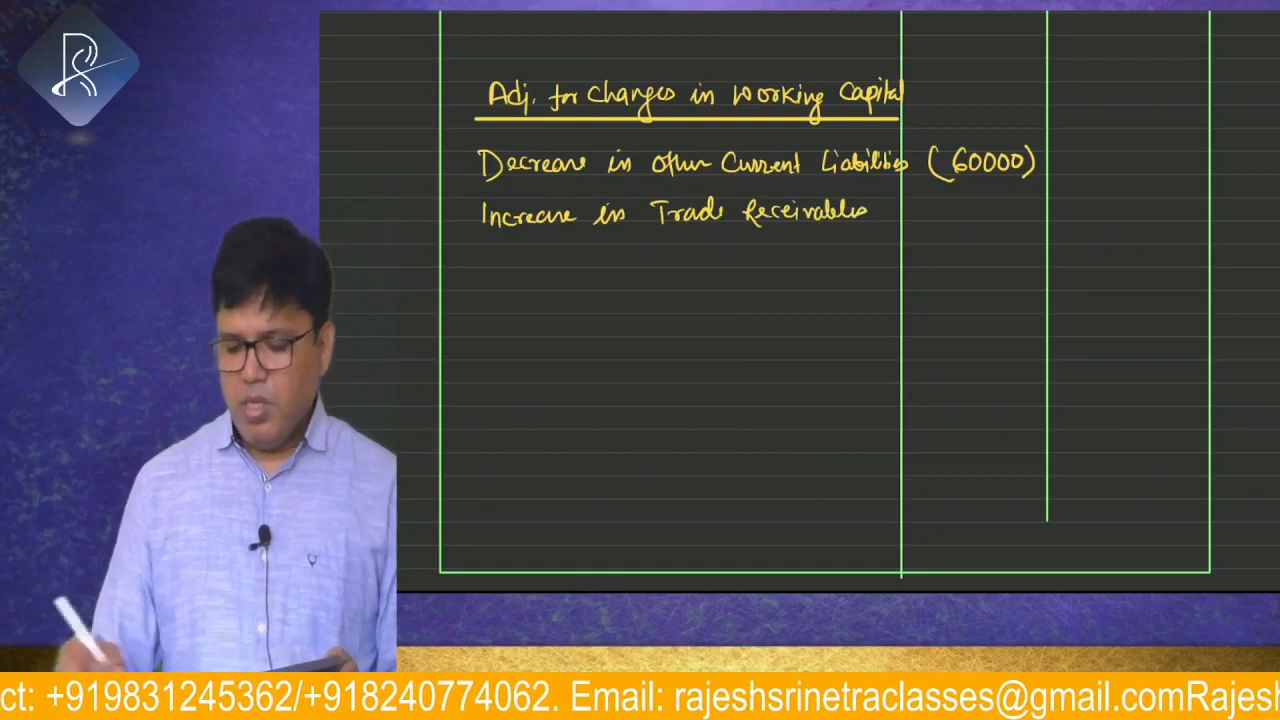 RS
Adj. for changes in working capital
Decrease in other Current Liabilities (60000)
Increase in Trade Receivables
ct: +919831245362/+918240774062. Email: rajeshsrinetraclasses@gmail.comRajesh